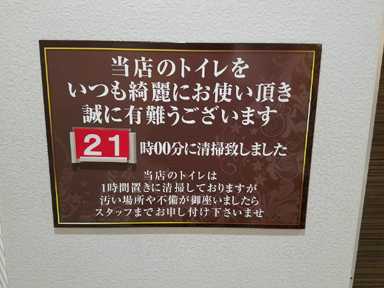 当店のトイレを
いつも綺麗にお使い頂き
誠に有難うございます
21時00分に清掃致しました
当店のトイレは
1時間置きに清掃しておりますが
汚い場所や不備が御座いましたら
スタッフまでお申し付け下さいませ